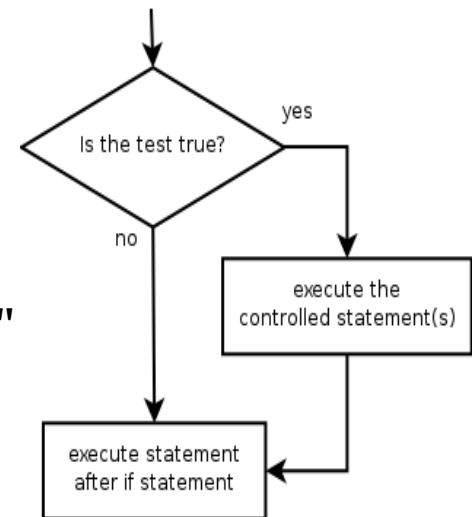 Is the test true?
yes
no
execute the
controlled statement(s)
"
execute statement
after if statement